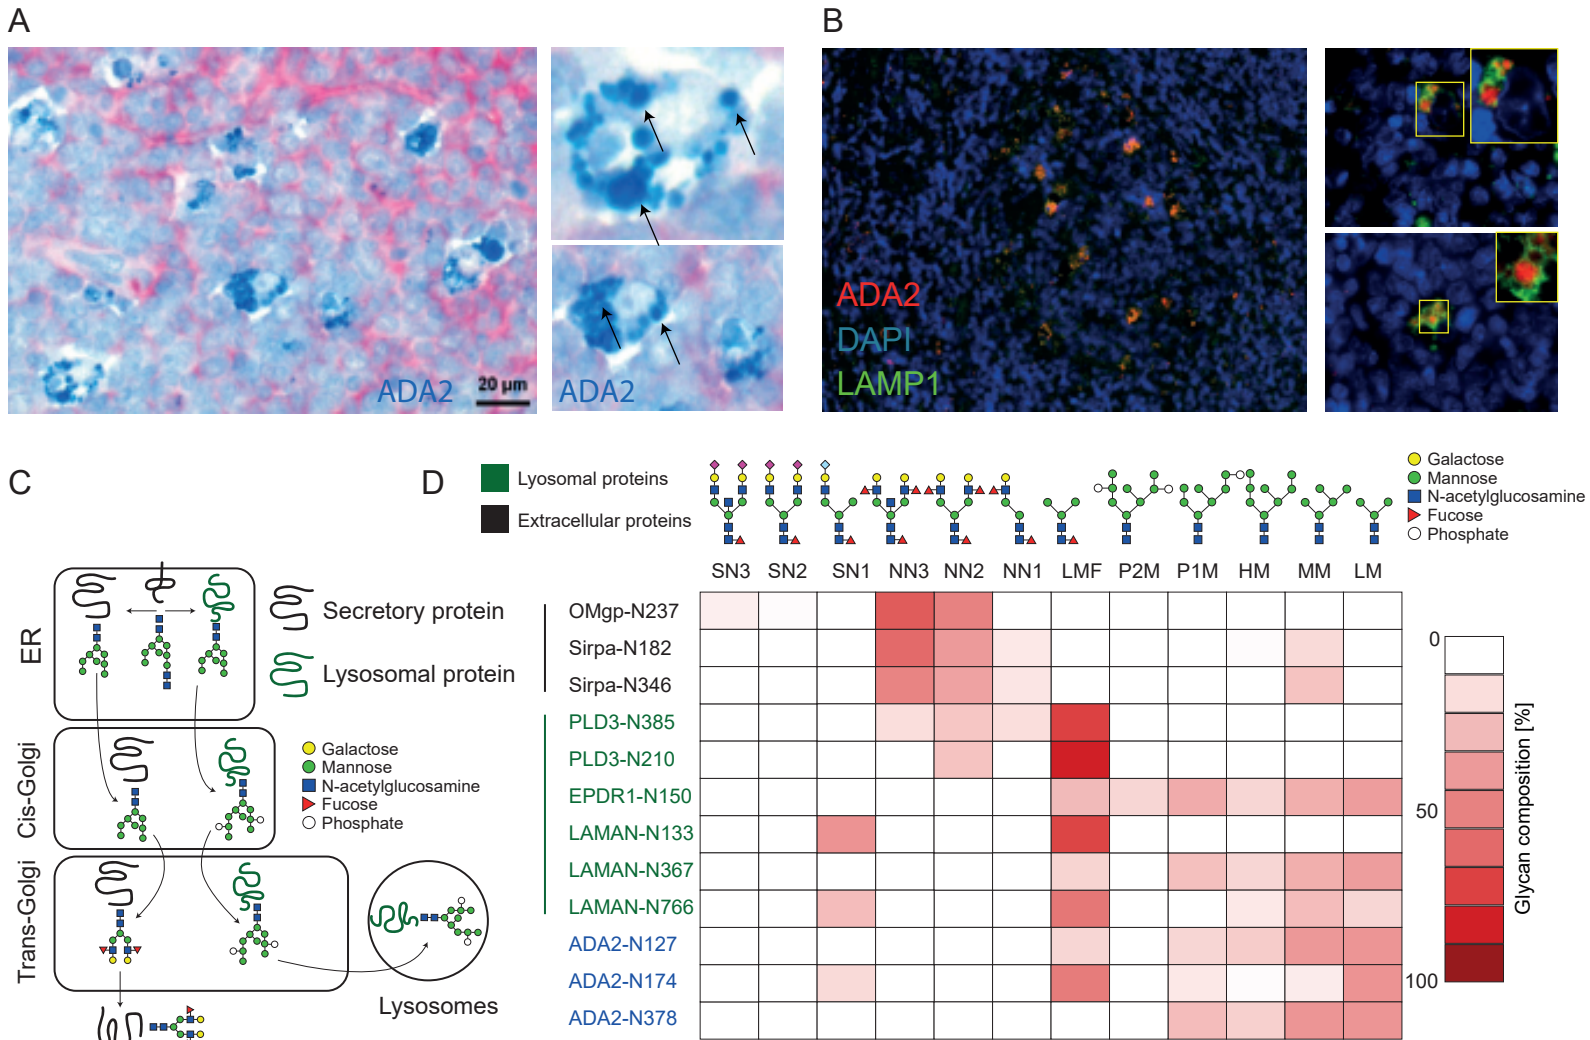 A
B
ADA2
20 µm
ADA2
ADA2
DAPI
LAMP1
C
D
Lysosomal proteins
Extracellular proteins
Galactose
Mannose
N-acetylglucosamine
Fucose
Phosphate
SN3 SN2 SN1 NN3 NN2 NN1 LMF P2M P1M HM MM LM
ER
Secretory protein
Lysosomal protein
Cis-Golgi
Galactose
Mannose
N-acetylglucosamine
Fucose
Phosphate
Trans-Golgi
Lysosomes
OMgp-N237
Sirpa-N182
Sirpa-N346
PLD3-N385
PLD3-N210
EPDR1-N150
LAMAN-N133
LAMAN-N367
LAMAN-N766
ADA2-N127
ADA2-N174
ADA2-N378
0
50
100
Glycan composition [%]